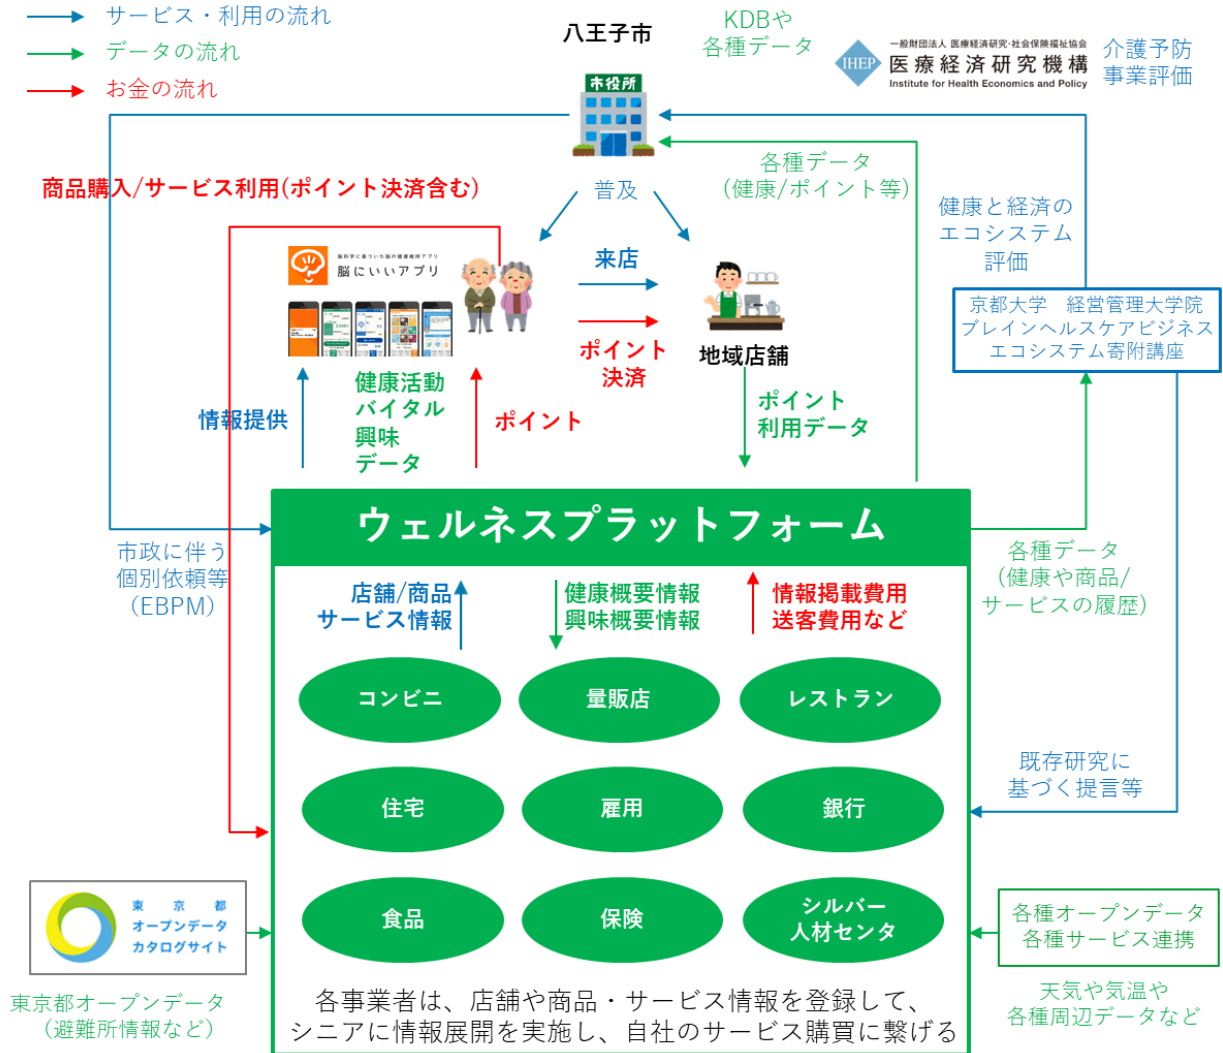 サービス・利用の流れ
データの流れ
お金の流れ
八王子市
市役所
KDBや
各種データ
IHEP
一般財団法人 医療経済研究・社会保険福祉協会
医療経済研究機構
Institute for Health Economics and Policy
介護予防
事業評価
商品購入/サービス利用(ポイント決済含む)
普及
各種データ
(健康/ポイント等)
健康と経済の
エコシステム
評価
脳科学に基づいた脳の健康維持アプリ
脳にいいアプリ
来店
ポイント
決済
地域店舗
京都大学 経営管理大学院
ブレインヘルスケアビジネス
エコシステム寄附講座
情報提供
健康活動
バイタル
興味
データ
ポイント
ポイント
利用データ
ウェルネスプラットフォーム
市政に伴う
個別依頼等
(EBPM)
各種データ
(健康や商品/
サービスの履歴)
店舗/商品
サービス情報
健康概要情報
興味概要情報
情報掲載費用
送客費用など
コンビニ
量販店
レストラン
住宅
雇用
銀行
既存研究に
基づく提言等
食品
保険
シルバー
人材センタ
東京都
オープンデータ
カタログサイト
東京都オープンデータ
(避難所情報など)
各種オープンデータ
各種サービス連携
天気や気温や
各種周辺データなど
各事業者は、店舗や商品・サービス情報を登録して、
シニアに情報展開を実施し、自社のサービス購買に繋げる